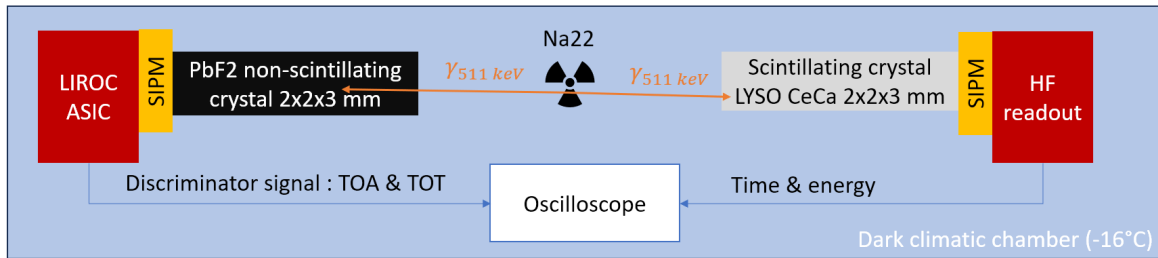 Na22
LIROC
ASIC
SIPM
PbF2 non-scintillating
crystal 2x2x3 mm
γ511 keV
γ511 keV
Scintillating crystal
LYSO CeCa 2x2x3 mm
SIPM
HF
readout
Discriminator signal : TOA & TOT
Oscilloscope
Time & energy
Dark climatic chamber (-16°C)